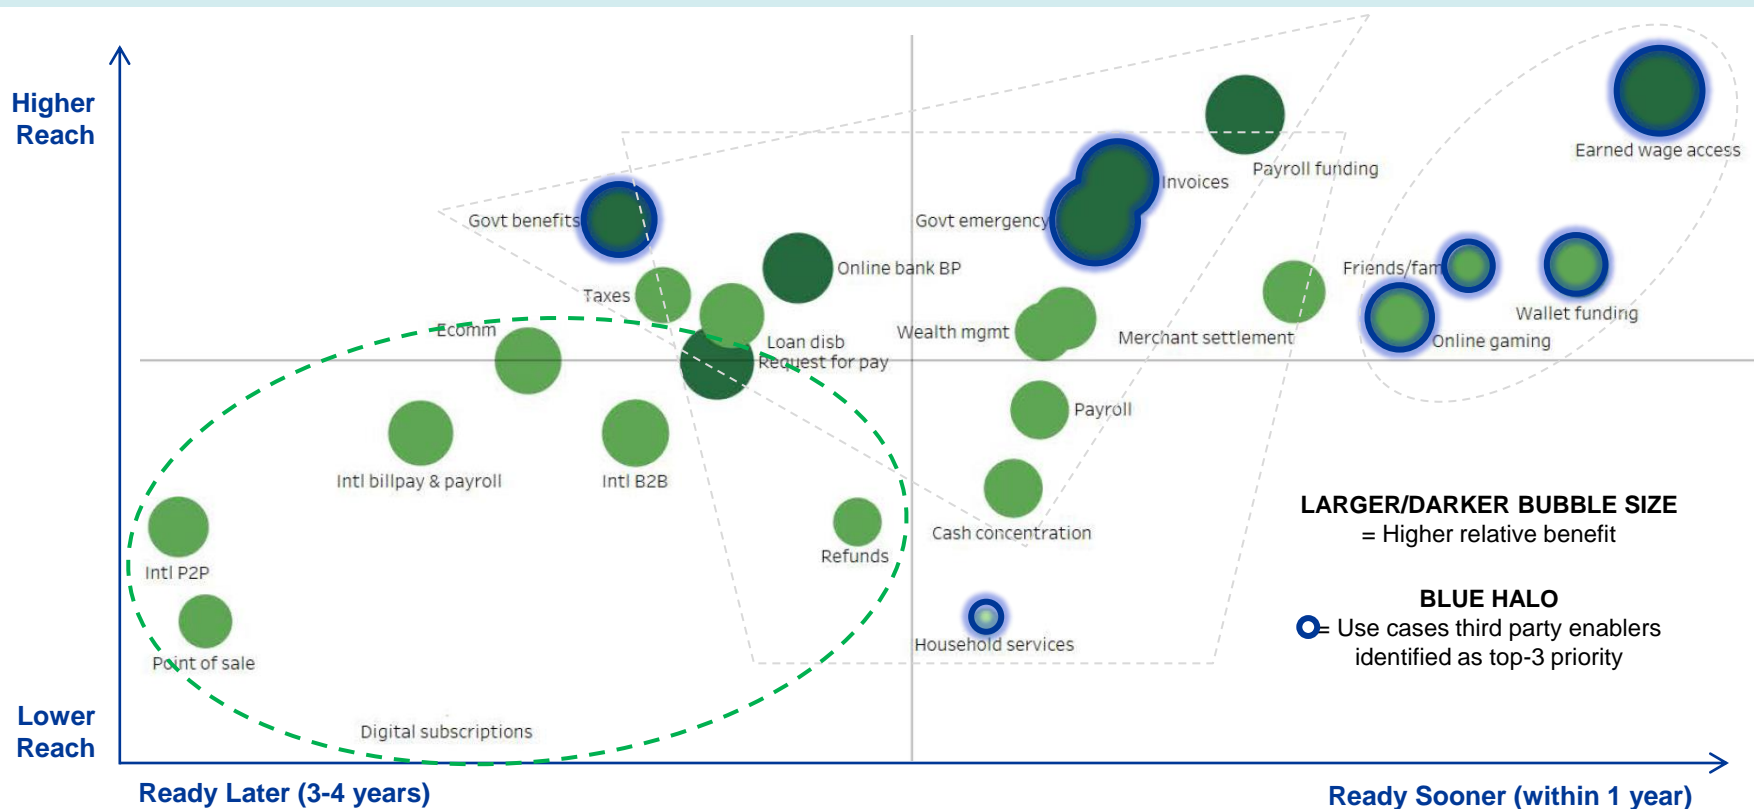 Higher
Reach
Earned wage access
Payroll funding
Invoices
Govt benefits
Govt emergency
Online bank BP
Friends/fam
Taxes
Wallet funding
Ecomm
Wealth mgmt
Merchant settlement
Online gaming
Loan disb
Request for pay
Payroll
Intl billpay & payroll
Intl B2B
LARGER/DARKER BUBBLE SIZE
= Higher relative benefit
Cash concentration
Refunds
Intl P2P
BLUE HALO
= Use cases third party enablers
identified as top-3 priority
Household services
Point of sale
Lower
Reach
Digital subscriptions
Ready Later (3-4 years)
Ready Sooner (within 1 year)